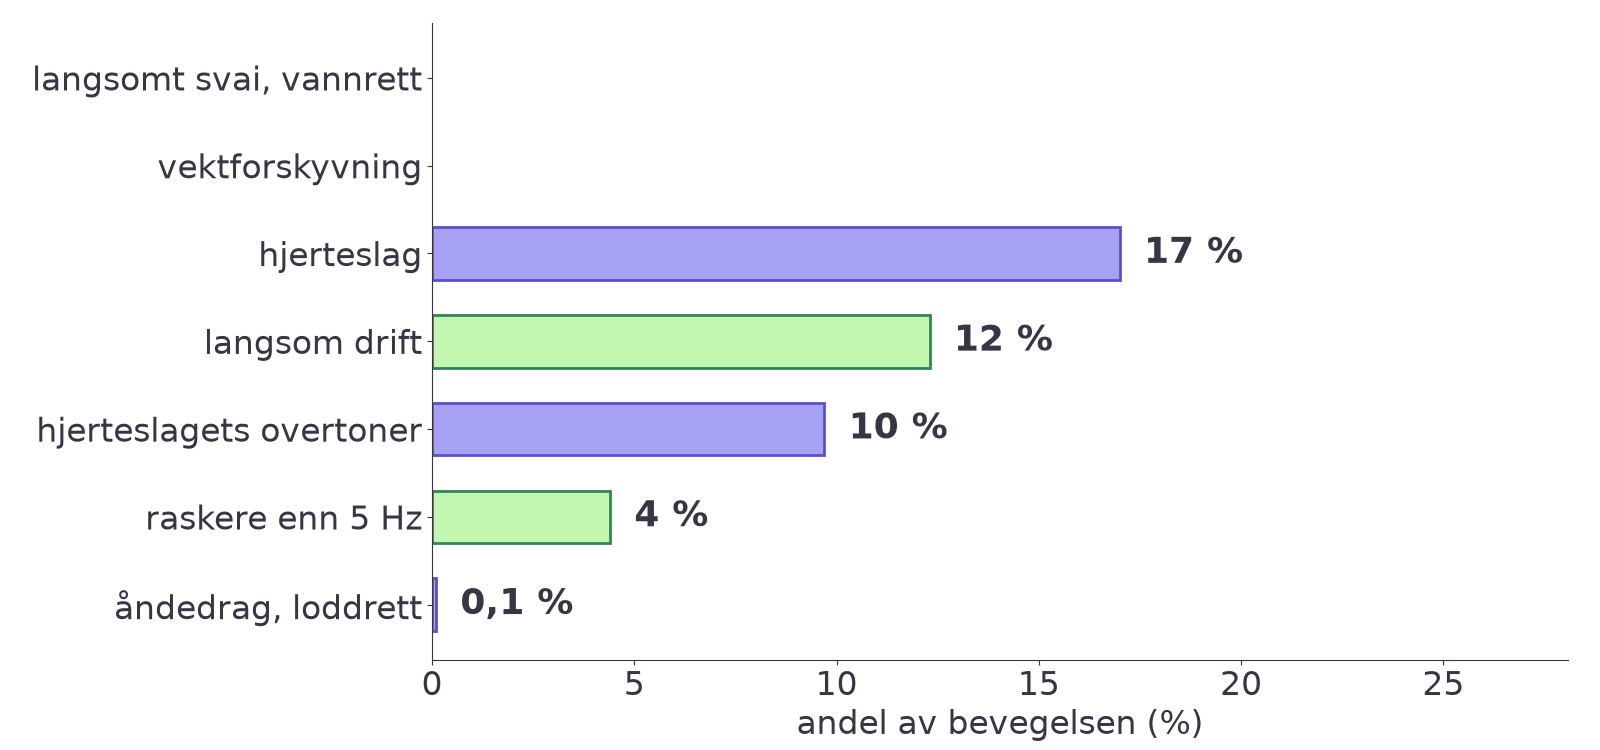 langsomt svai, vannrett
vektforskyvning
hjerteslag 17 %
langsom drift 12 %
hjerteslagets overtoner 10 %
raskere enn 5 Hz 4 %
åndedrag, loddrett 0,1 %
0 5 10 15 20 25
andel av bevegelsen (%)